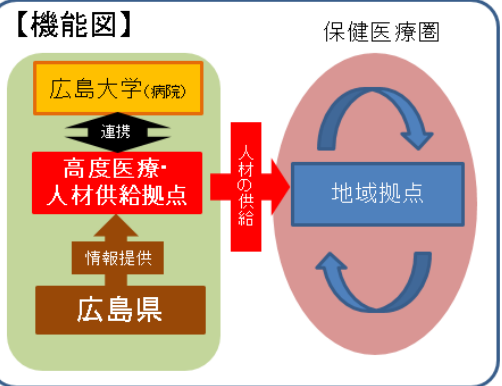 【機能図】
保健医療圏
広島大学(病院)
連携
高度医療・
人材供給拠点
人材の供給
地域拠点
情報提供
広島県